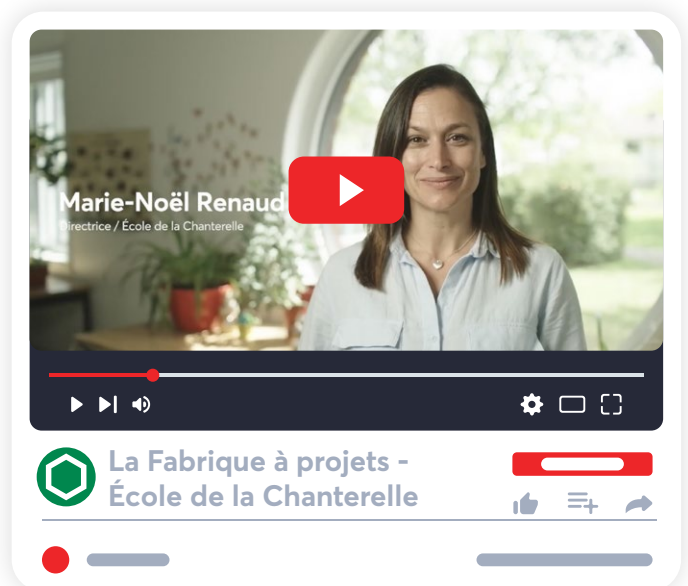 Marie-Noël Renaud
Directrice / École de la Chanterelle
La Fabrique à projets -
École de la Chanterelle